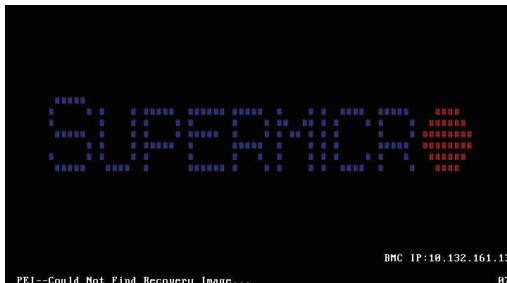 SUPERMICRO
BMC IP:10.132.161.13
PEI--Could Not Find Recovery Image...